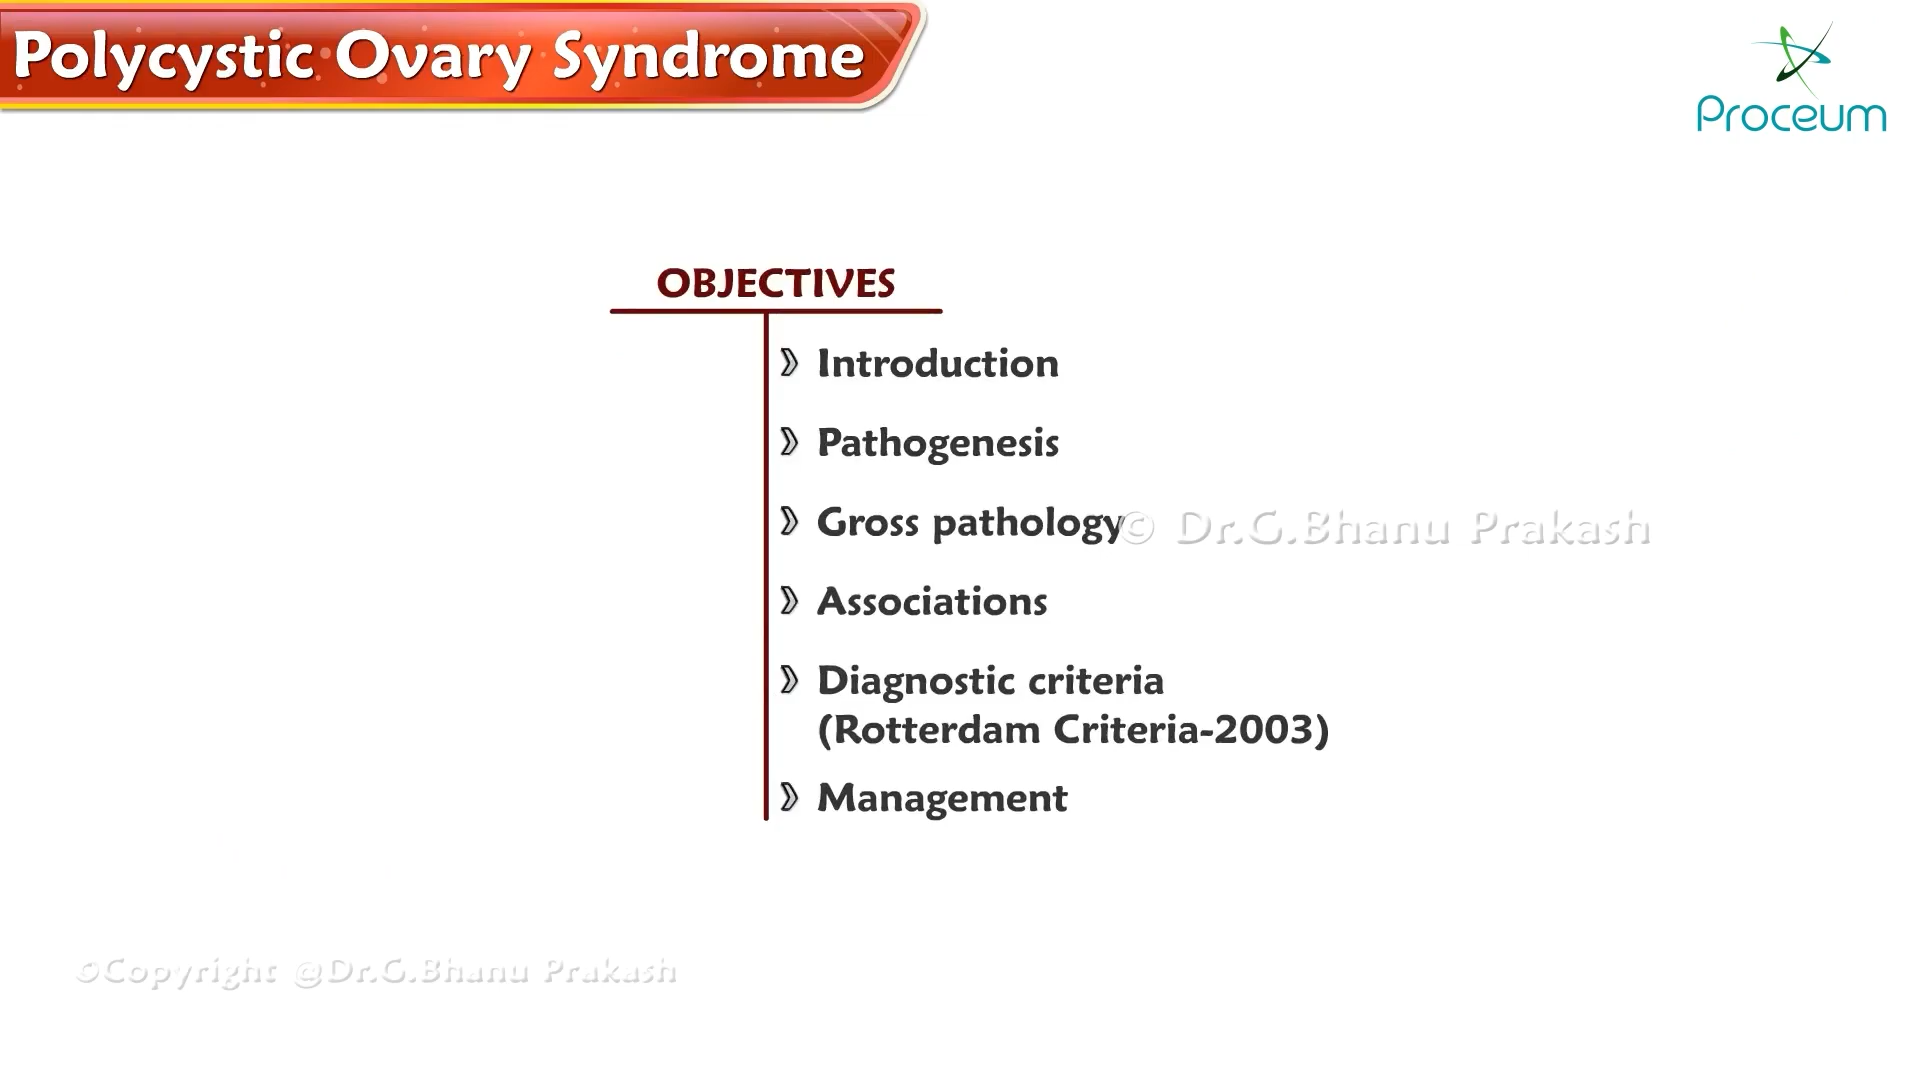 Polycystic Ovary Syndrome
Proceum
OBJECTIVES
Introduction
Pathogenesis
Gross pathology
© Dr.G.Bhanu Prakash
Associations
Diagnostic criteria
(Rotterdam Criteria-2003)
Management
©Copyright @Dr.G.Bhanu Prakash